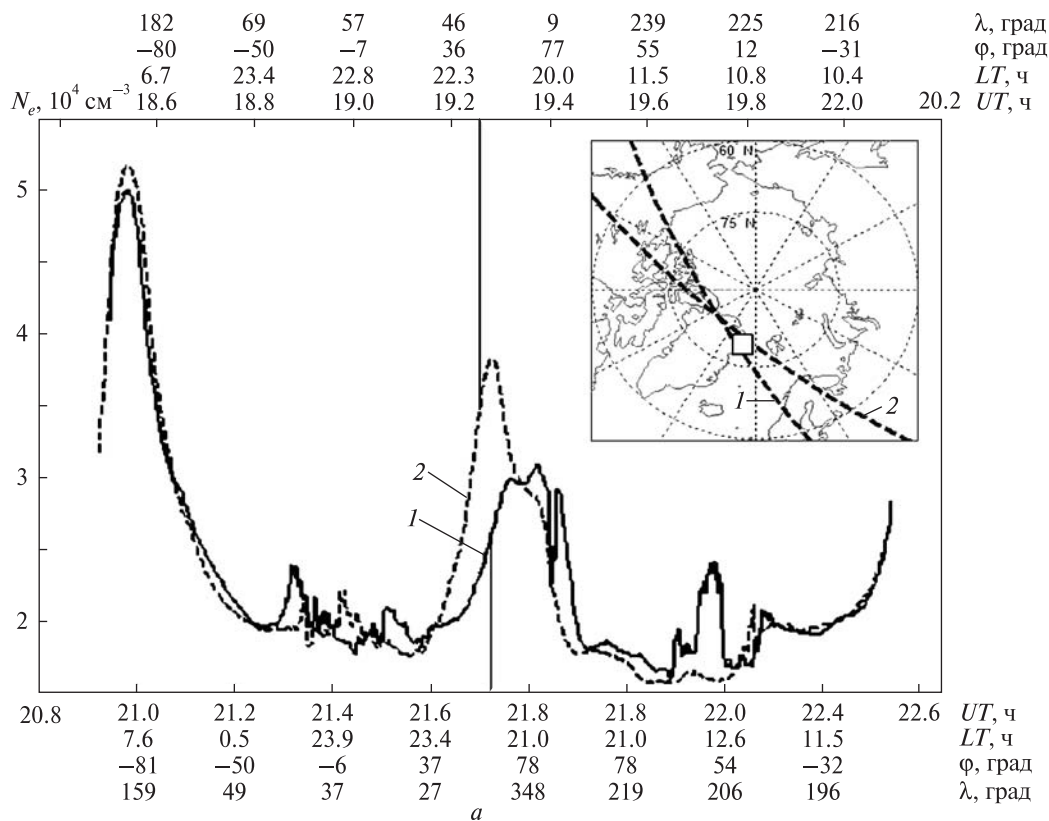 182 69 57 46 9 239 225 216 λ, град
−80 −50 −7 36 77 55 12 −31 φ, град
6.7 23.4 22.8 22.3 20.0 11.5 10.8 10.4 LT, ч
N_e, 10^4 см^−3 18.6 18.8 19.0 19.2 19.4 19.6 19.8 22.0 20.2 UT, ч
60 N
75 N
5
4
3
2
2
1
1
2
20.8 21.0 21.2 21.4 21.6 21.8 21.8 22.0 22.4 22.6 UT, ч
7.6 0.5 23.9 23.4 21.0 21.0 12.6 11.5 LT, ч
−81 −50 −6 37 78 78 54 −32 φ, град
159 49 37 27 348 219 206 196 λ, град
а